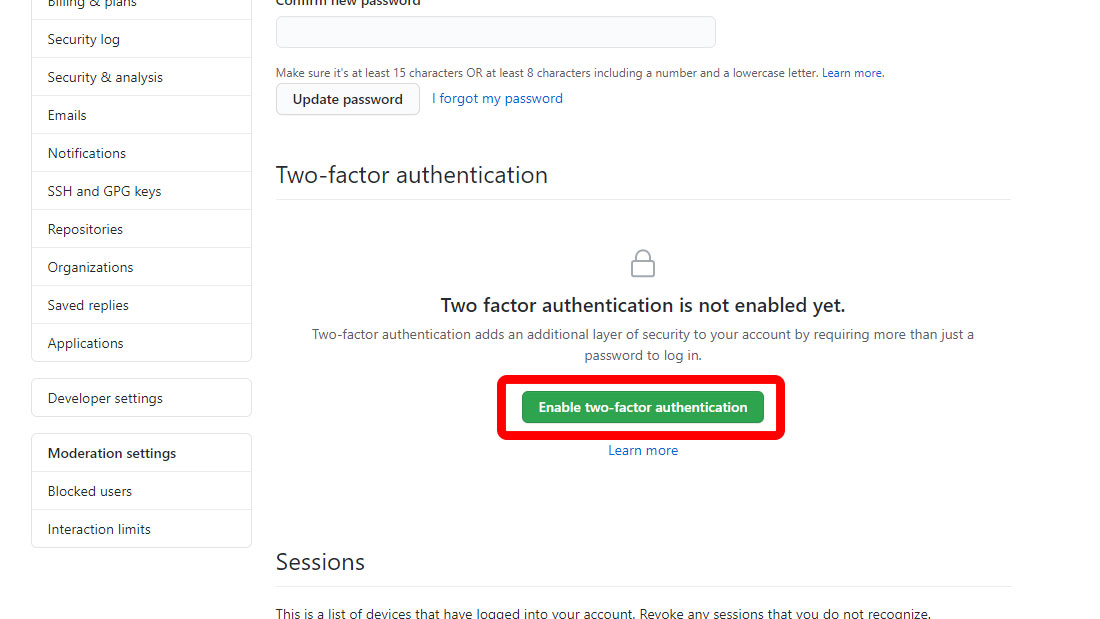 Billing & plans
Security log
Security & analysis
Emails
Notifications
SSH and GPG keys
Repositories
Organizations
Saved replies
Applications
Developer settings
Moderation settings
Blocked users
Interaction limits
Confirm new password
Make sure it's at least 15 characters OR at least 8 characters including a number and a lowercase letter. Learn more.
Update password I forgot my password
Two-factor authentication
Two factor authentication is not enabled yet.
Two-factor authentication adds an additional layer of security to your account by requiring more than just a
password to log in.
Enable two-factor authentication
Learn more
Sessions
This is a list of devices that have logged into your account. Revoke any sessions that you do not recognize.